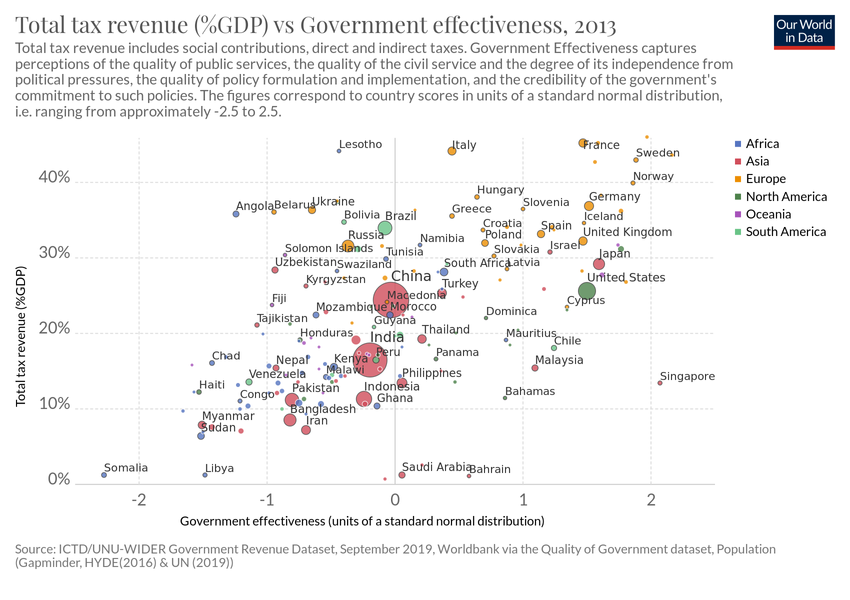 Total tax revenue (%GDP) vs Government effectiveness, 2013
Our World
in Data
Total tax revenue includes social contributions, direct and indirect taxes. Government Effectiveness captures
perceptions of the quality of public services, the quality of the civil service and the degree of its independence from
political pressures, the quality of policy formulation and implementation, and the credibility of the government's
commitment to such policies. The figures correspond to country scores in units of a standard normal distribution,
i.e. ranging from approximately -2.5 to 2.5.
Africa
Asia
Europe
North America
Oceania
South America
Total tax revenue (%GDP)
40%
30%
20%
10%
0%
Lesotho
Italy
France
Sweden
Norway
Hungary
Germany
Angola
Belarus
Ukraine
Bolivia
Brazil
Greece
Slovenia
Iceland
Croatia
Spain
United Kingdom
Russia
Namibia
Poland
Solomon Islands
Tunisia
Slovakia
Israel
Uzbekistan
Swaziland
South Africa
Latvia
Japan
Kyrgyzstan
China
Turkey
United States
Fiji
Macedonia
Mozambique
Morocco
Cyprus
Tajikistan
Guyana
Dominica
Honduras
India
Thailand
Mauritius
Chile
Chad
Nepal
Kenya
Peru
Panama
Malaysia
Venezuela
Malawi
Philippines
Singapore
Haiti
Congo
Pakistan
Indonesia
Ghana
Bahamas
Myanmar
Bangladesh
Sudan
Iran
Somalia
Libya
Saudi Arabia
Bahrain
-2
-1
0
1
2
Government effectiveness (units of a standard normal distribution)
Source: ICTD/UNU-WIDER Government Revenue Dataset, September 2019, Worldbank via the Quality of Government dataset, Population
(Gapminder, HYDE(2016) & UN (2019))